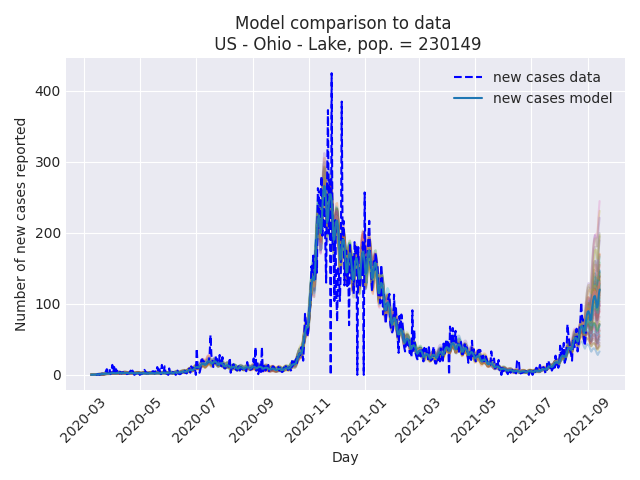 Model comparison to data
US - Ohio - Lake, pop. = 230149
new cases data
new cases model
Number of new cases reported
400
300
200
100
0
2020-03
2020-05
2020-07
2020-09
2020-11
2021-01
2021-03
2021-05
2021-07
2021-09
Day